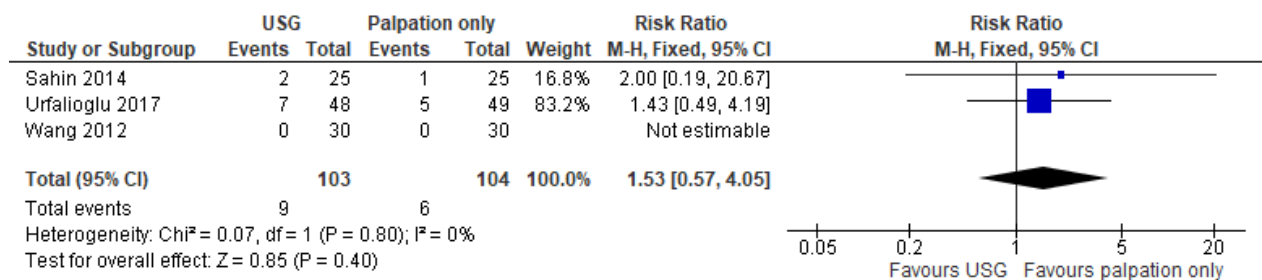 USG Palpation only Risk Ratio Risk Ratio
Study or Subgroup Events Total Events Total Weight M-H, Fixed, 95% CI M-H, Fixed, 95% CI
Sahin 2014 2 25 1 25 16.8% 2.00 [0.19, 20.67]
Urfalioglu 2017 7 48 5 49 83.2% 1.43 [0.49, 4.19]
Wang 2012 0 30 0 30 Not estimable
Total (95% CI) 103 104 100.0% 1.53 [0.57, 4.05]
Total events 9 6
Heterogeneity: Chi² = 0.07, df = 1 (P = 0.80); I² = 0%
Test for overall effect: Z = 0.85 (P = 0.40)
0.05 0.2 1 5 20
Favours USG Favours palpation only